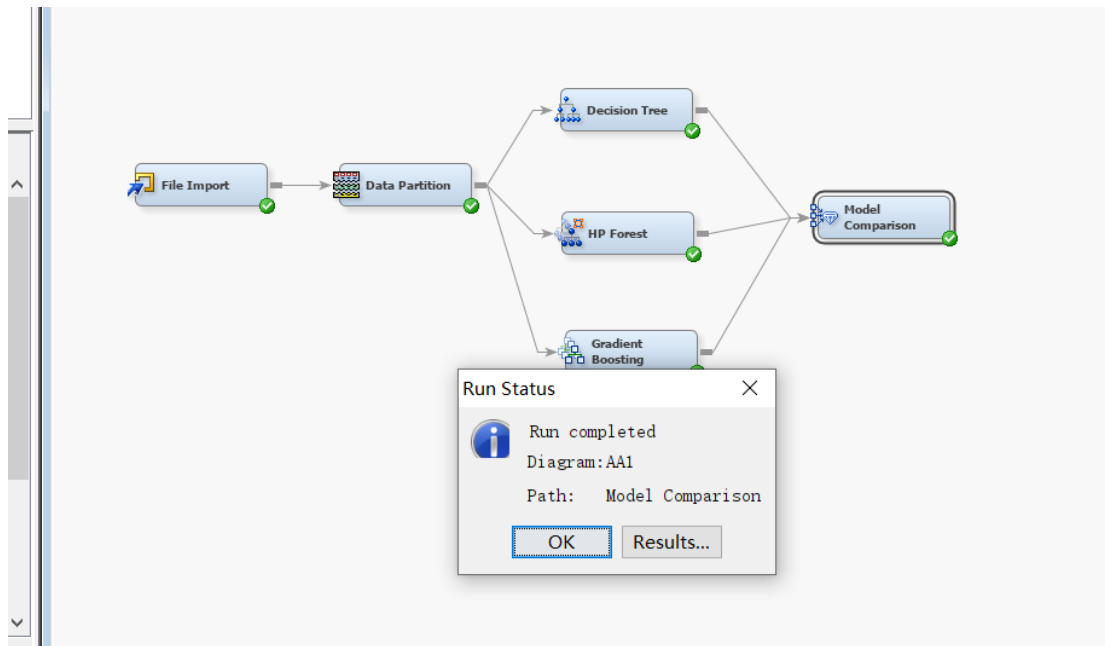 Decision Tree
File Import
Data Partition
Model
Comparison
HP Forest
Gradient
Boosting
Run Status
Run completed
Diagram:AA1
Path: Model Comparison
OK
Results...